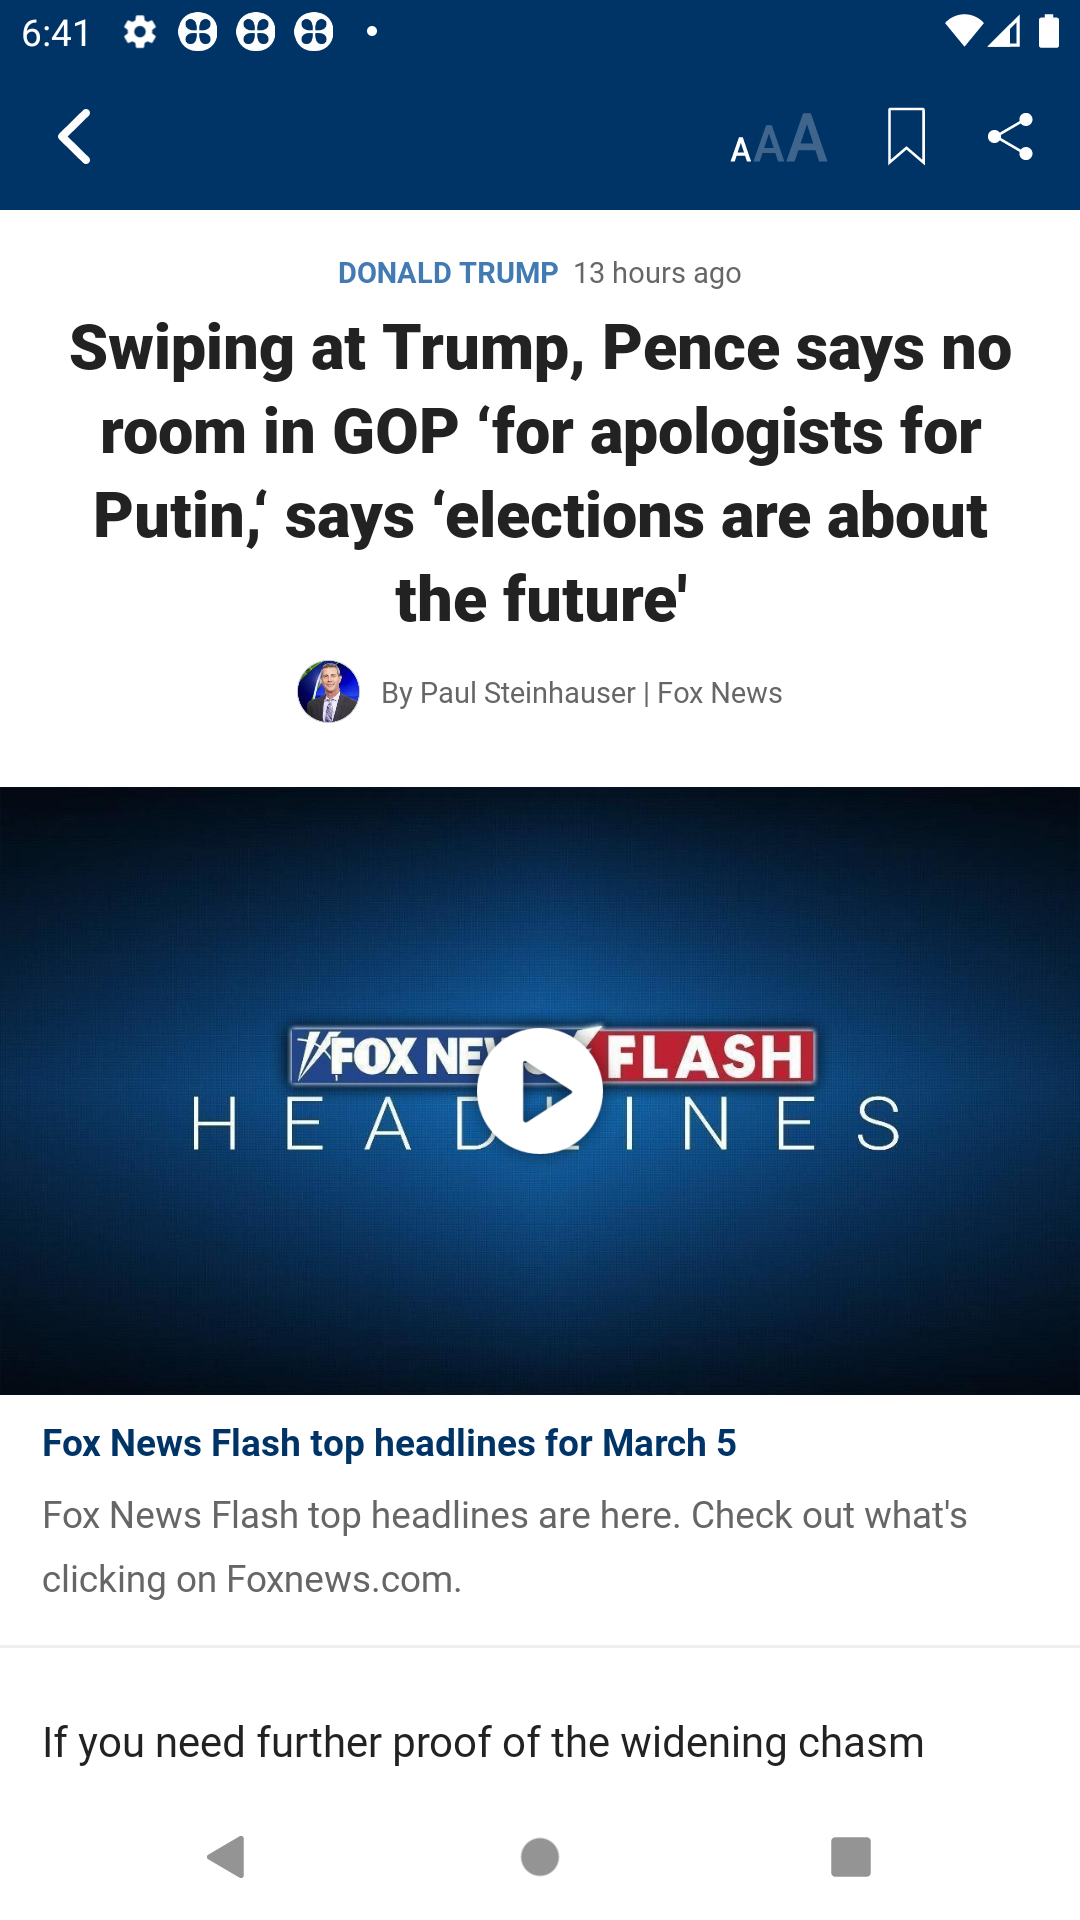 6:41
AAA
DONALD TRUMP 13 hours ago
Swiping at Trump, Pence says no
room in GOP ‘for apologists for
Putin,‘ says ‘elections are about
the future'
By Paul Steinhauser | Fox News
FOX NEWS FLASH
HEADLINES
Fox News Flash top headlines for March 5
Fox News Flash top headlines are here. Check out what's
clicking on Foxnews.com.
If you need further proof of the widening chasm